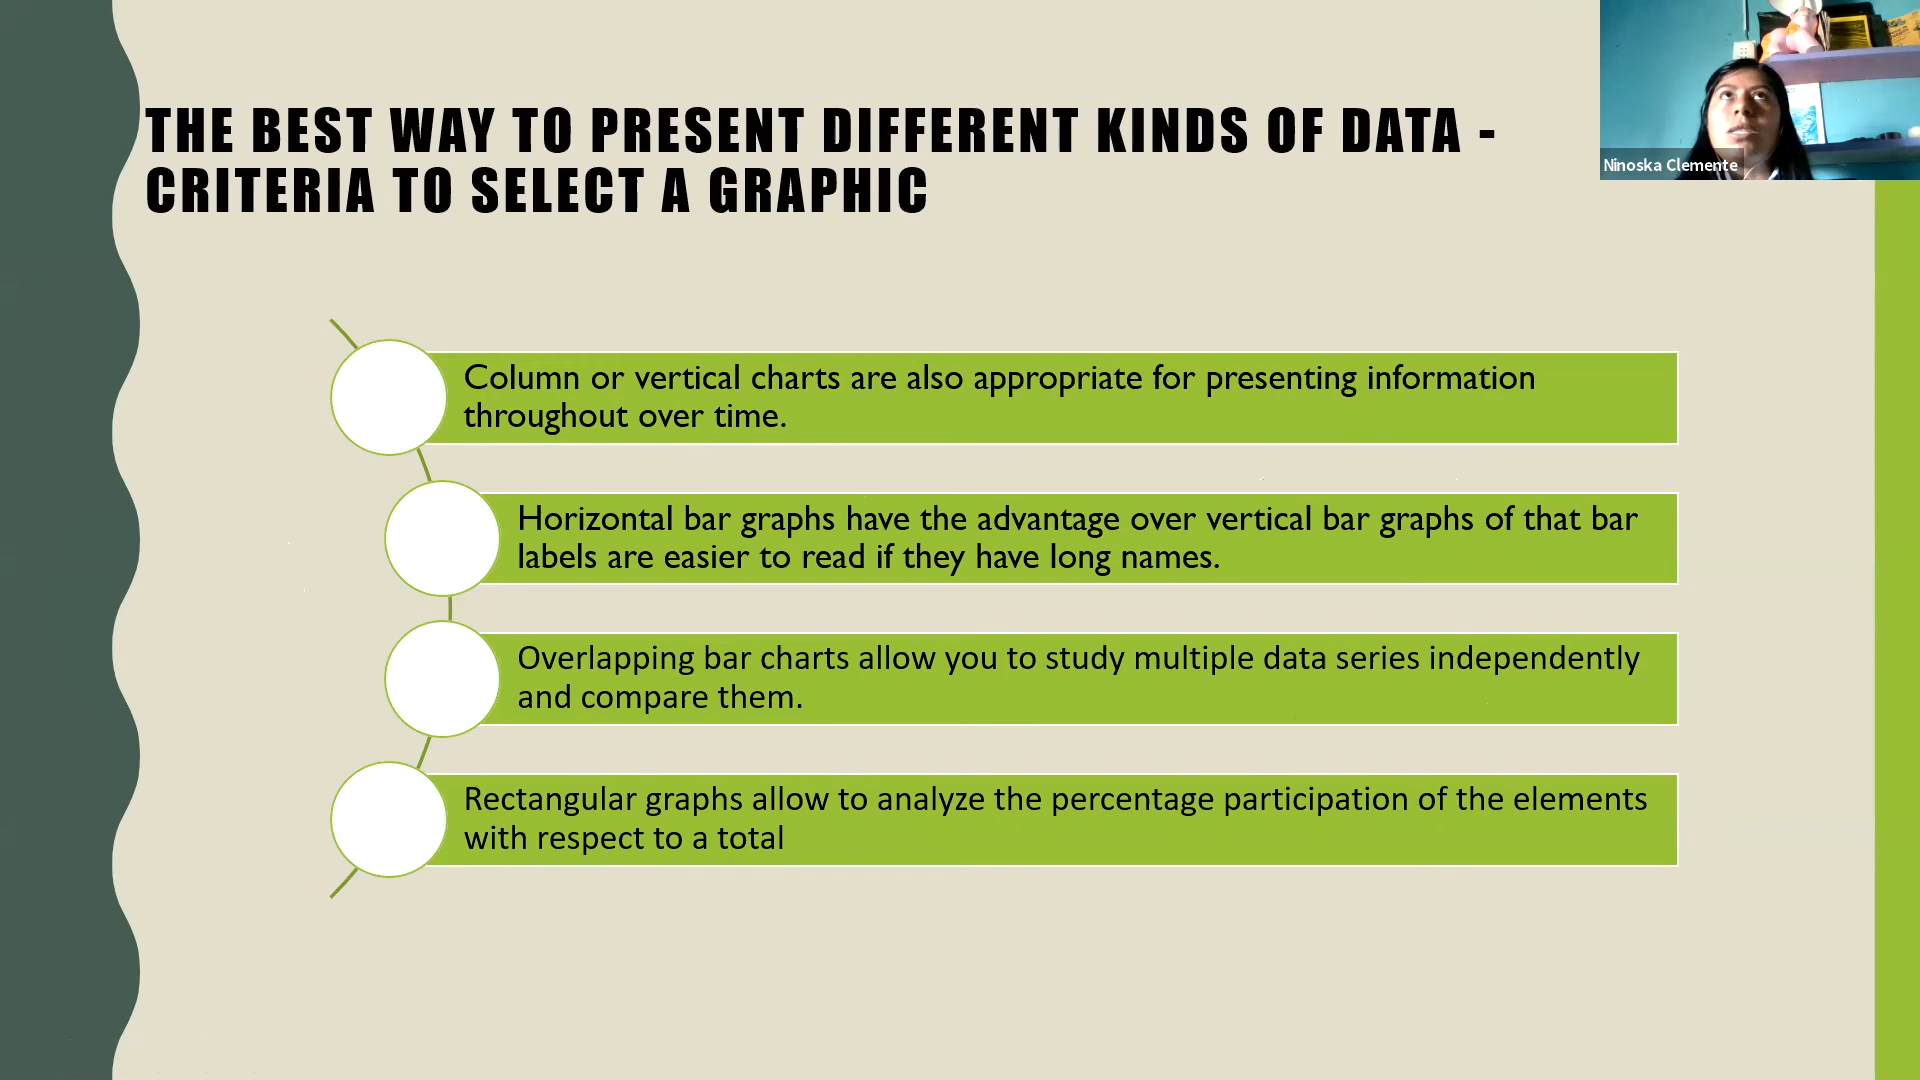 THE BEST WAY TO PRESENT DIFFERENT KINDS OF DATA -
CRITERIA TO SELECT A GRAPHIC
Ninoska Clemente
Column or vertical charts are also appropriate for presenting information
throughout over time.
Horizontal bar graphs have the advantage over vertical bar graphs of that bar
labels are easier to read if they have long names.
Overlapping bar charts allow you to study multiple data series independently
and compare them.
Rectangular graphs allow to analyze the percentage participation of the elements
with respect to a total